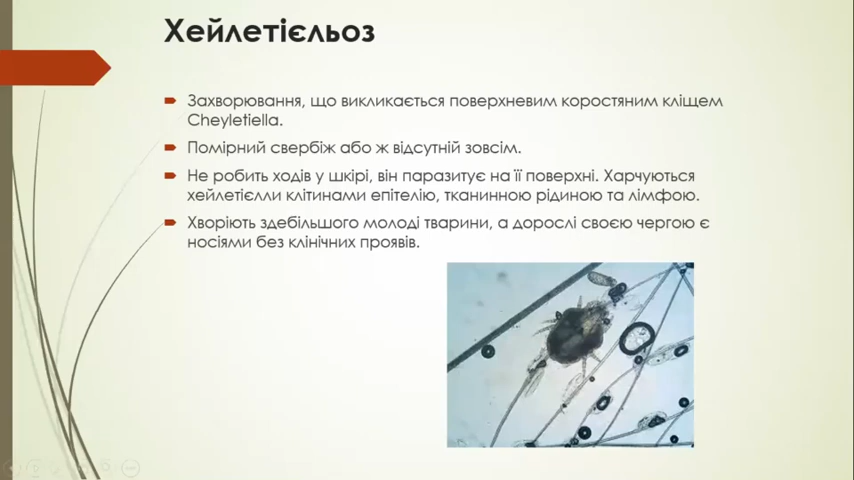 Хейлетієльоз
Захворювання, що викликається поверхневим коростяним кліщем
Cheyletiella.
Помірний свербіж або ж відсутній зовсім.
Не робить ходів у шкірі, він паразитує на її поверхні. Харчуються
хейлетієлли клітинами епітелію, тканинною рідиною та лімфою.
Хворіють здебільшого молоді тварини, а дорослі своєю чергою є
носіями без клінічних проявів.